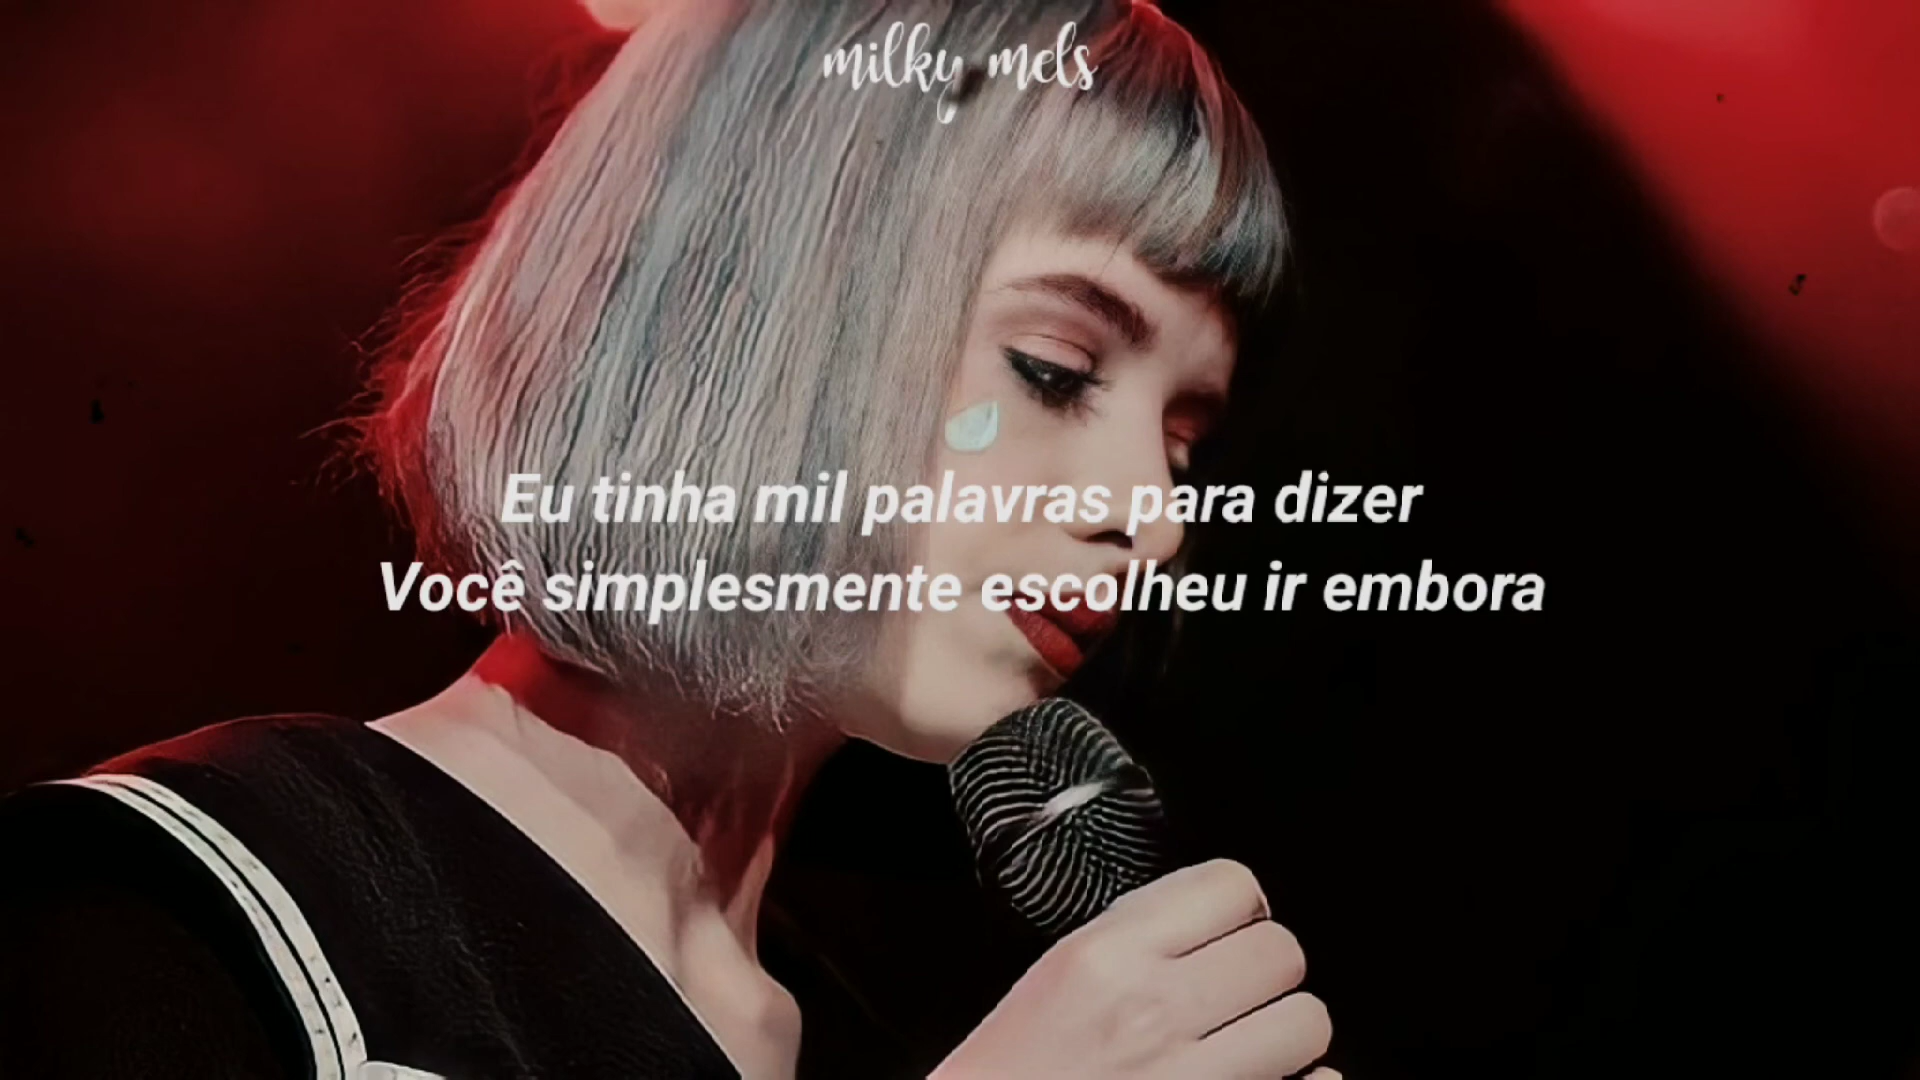 milky mels
Eu tinha mil palavras para dizer
Você simplesmente escolheu ir embora